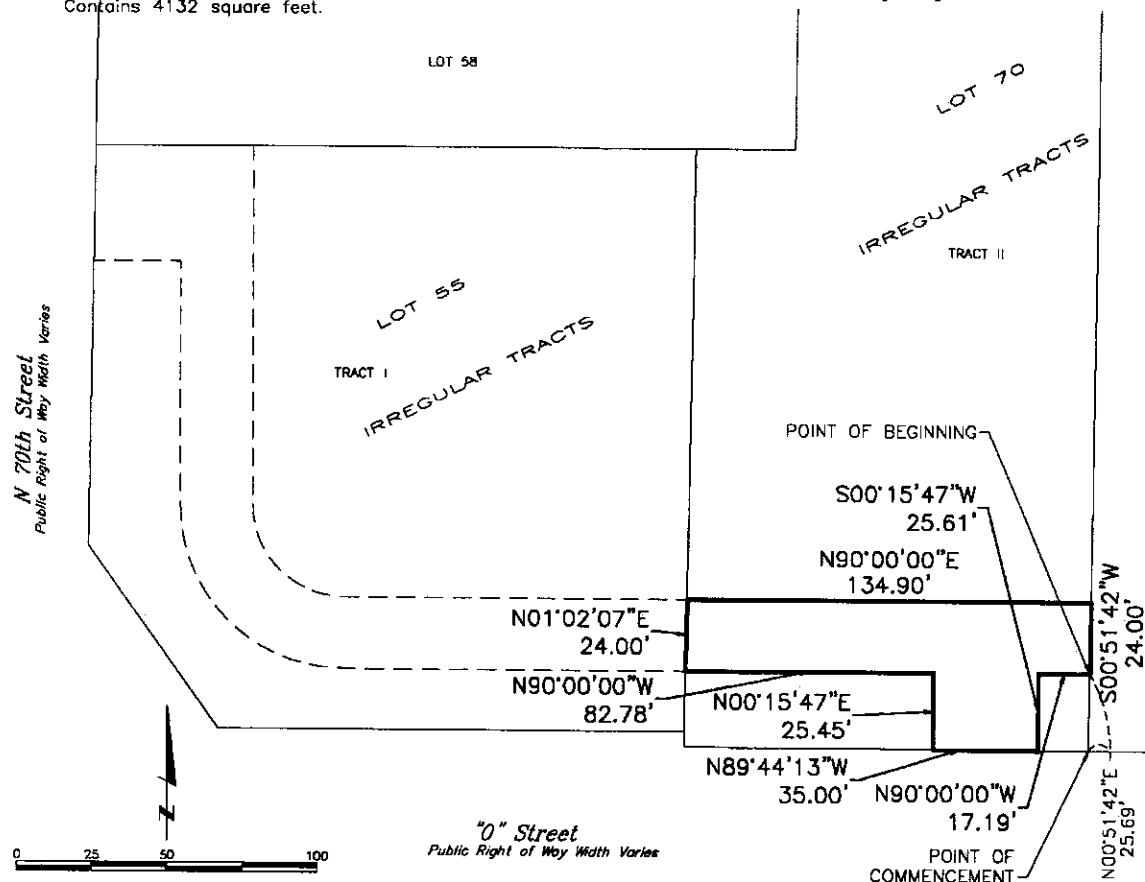 Contains 4132 square feet.
LOT 58
LOT 70
IRREGULAR TRACTS
TRACT II
LOT 55
TRACT I
IRREGULAR TRACTS
N 70th Street
Public Right of Way Width Varies
POINT OF BEGINNING
S00°15'47"W
25.61'
N90°00'00"E
134.90'
S00°51'42"W
24.00'
N01°02'07"E
24.00'
N90°00'00"W
82.78'
N00°15'47"E
25.45'
N89°44'13"W
35.00'
N90°00'00"W
17.19'
N00°51'42"E
25.69'
POINT OF
COMMENCEMENT
"O" Street
Public Right of Way Width Varies
Z
0 25 50 100